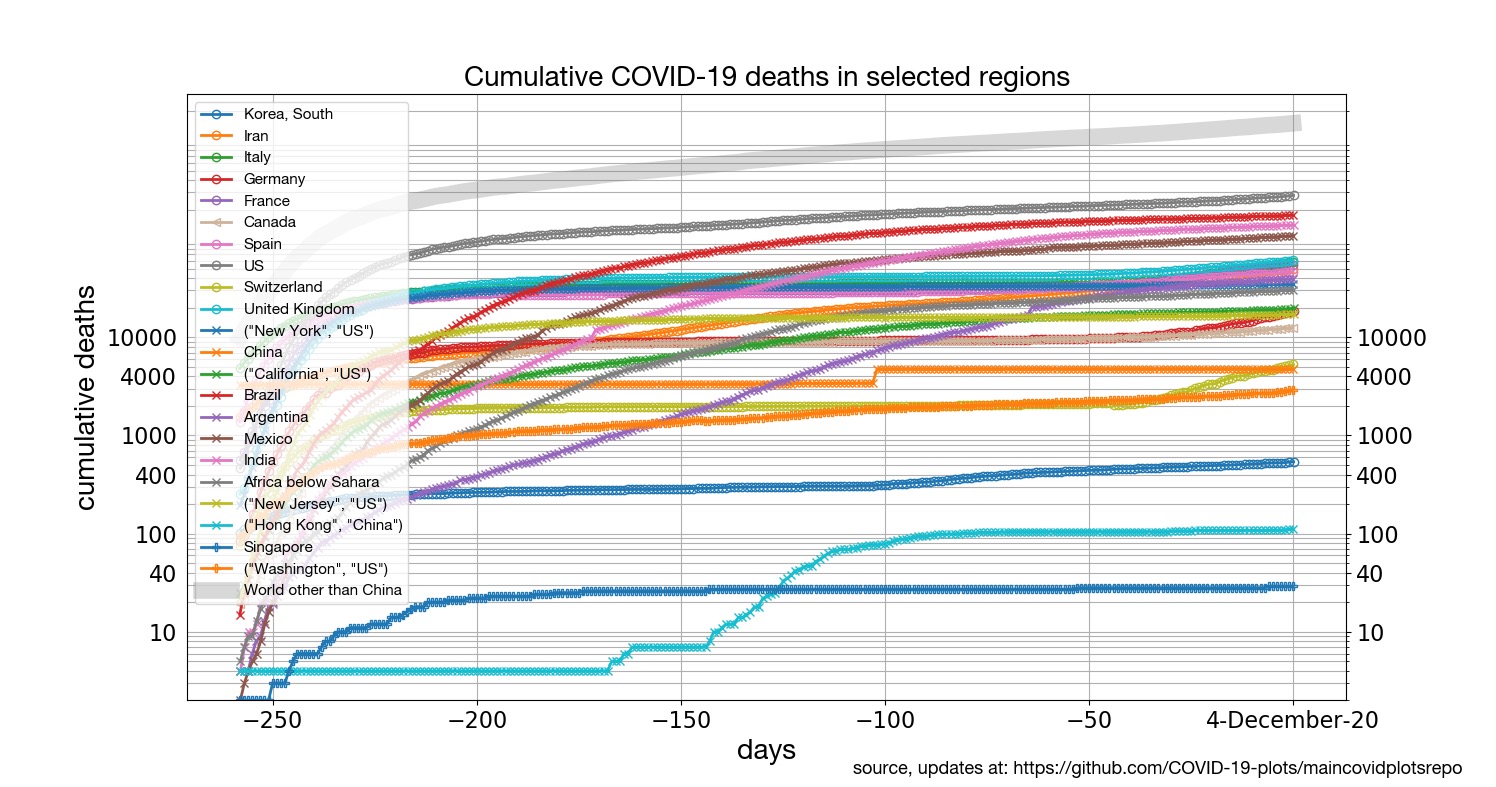 Cumulative COVID-19 deaths in selected regions
Korea, South
Iran
Italy
Germany
France
Canada
Spain
US
Switzerland
United Kingdom
("New York", "US")
China
("California", "US")
Brazil
Argentina
Mexico
India
Africa below Sahara
("New Jersey", "US")
("Hong Kong", "China")
Singapore
("Washington", "US")
World other than China
cumulative deaths
10000
4000
1000
400
100
40
10
10000
4000
1000
400
100
40
10
−250 −200 −150 −100 −50 4-December-20
days
source, updates at: https://github.com/COVID-19-plots/maincovidplotsrepo